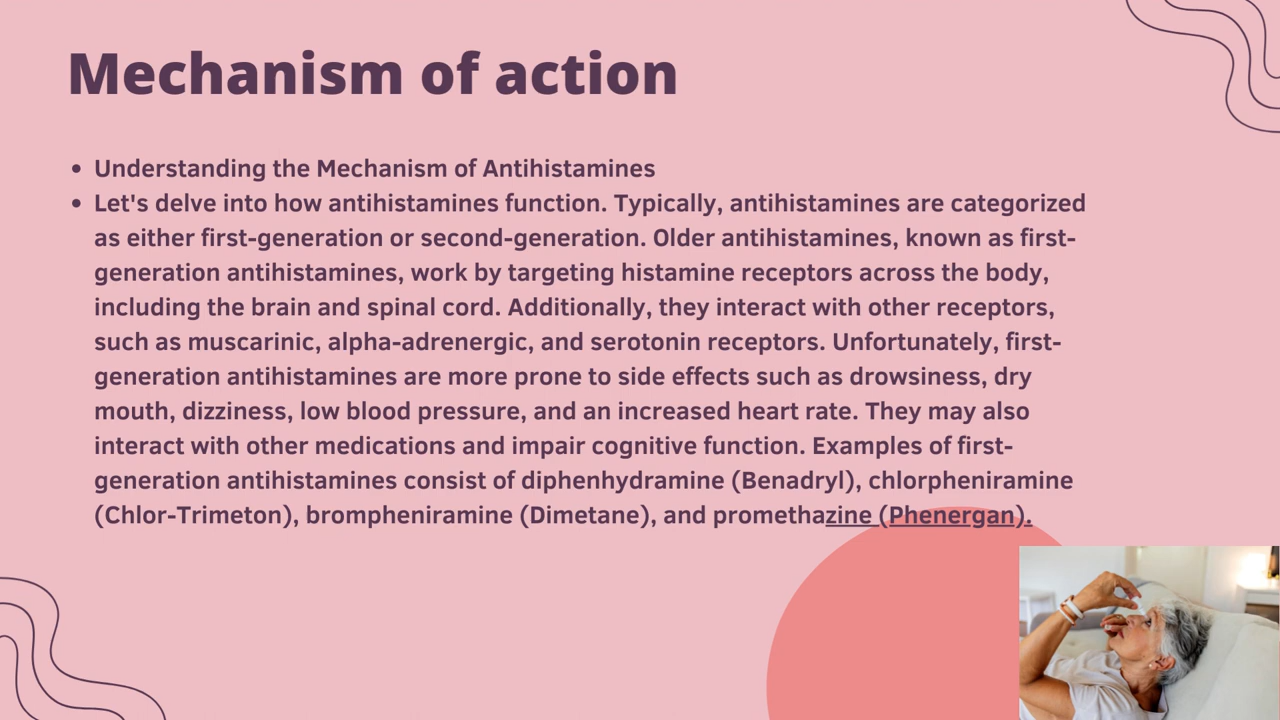 Mechanism of action
• Understanding the Mechanism of Antihistamines
• Let's delve into how antihistamines function. Typically, antihistamines are categorized
as either first-generation or second-generation. Older antihistamines, known as first-
generation antihistamines, work by targeting histamine receptors across the body,
including the brain and spinal cord. Additionally, they interact with other receptors,
such as muscarinic, alpha-adrenergic, and serotonin receptors. Unfortunately, first-
generation antihistamines are more prone to side effects such as drowsiness, dry
mouth, dizziness, low blood pressure, and an increased heart rate. They may also
interact with other medications and impair cognitive function. Examples of first-
generation antihistamines consist of diphenhydramine (Benadryl), chlorpheniramine
(Chlor-Trimeton), brompheniramine (Dimetane), and promethazine (Phenergan).